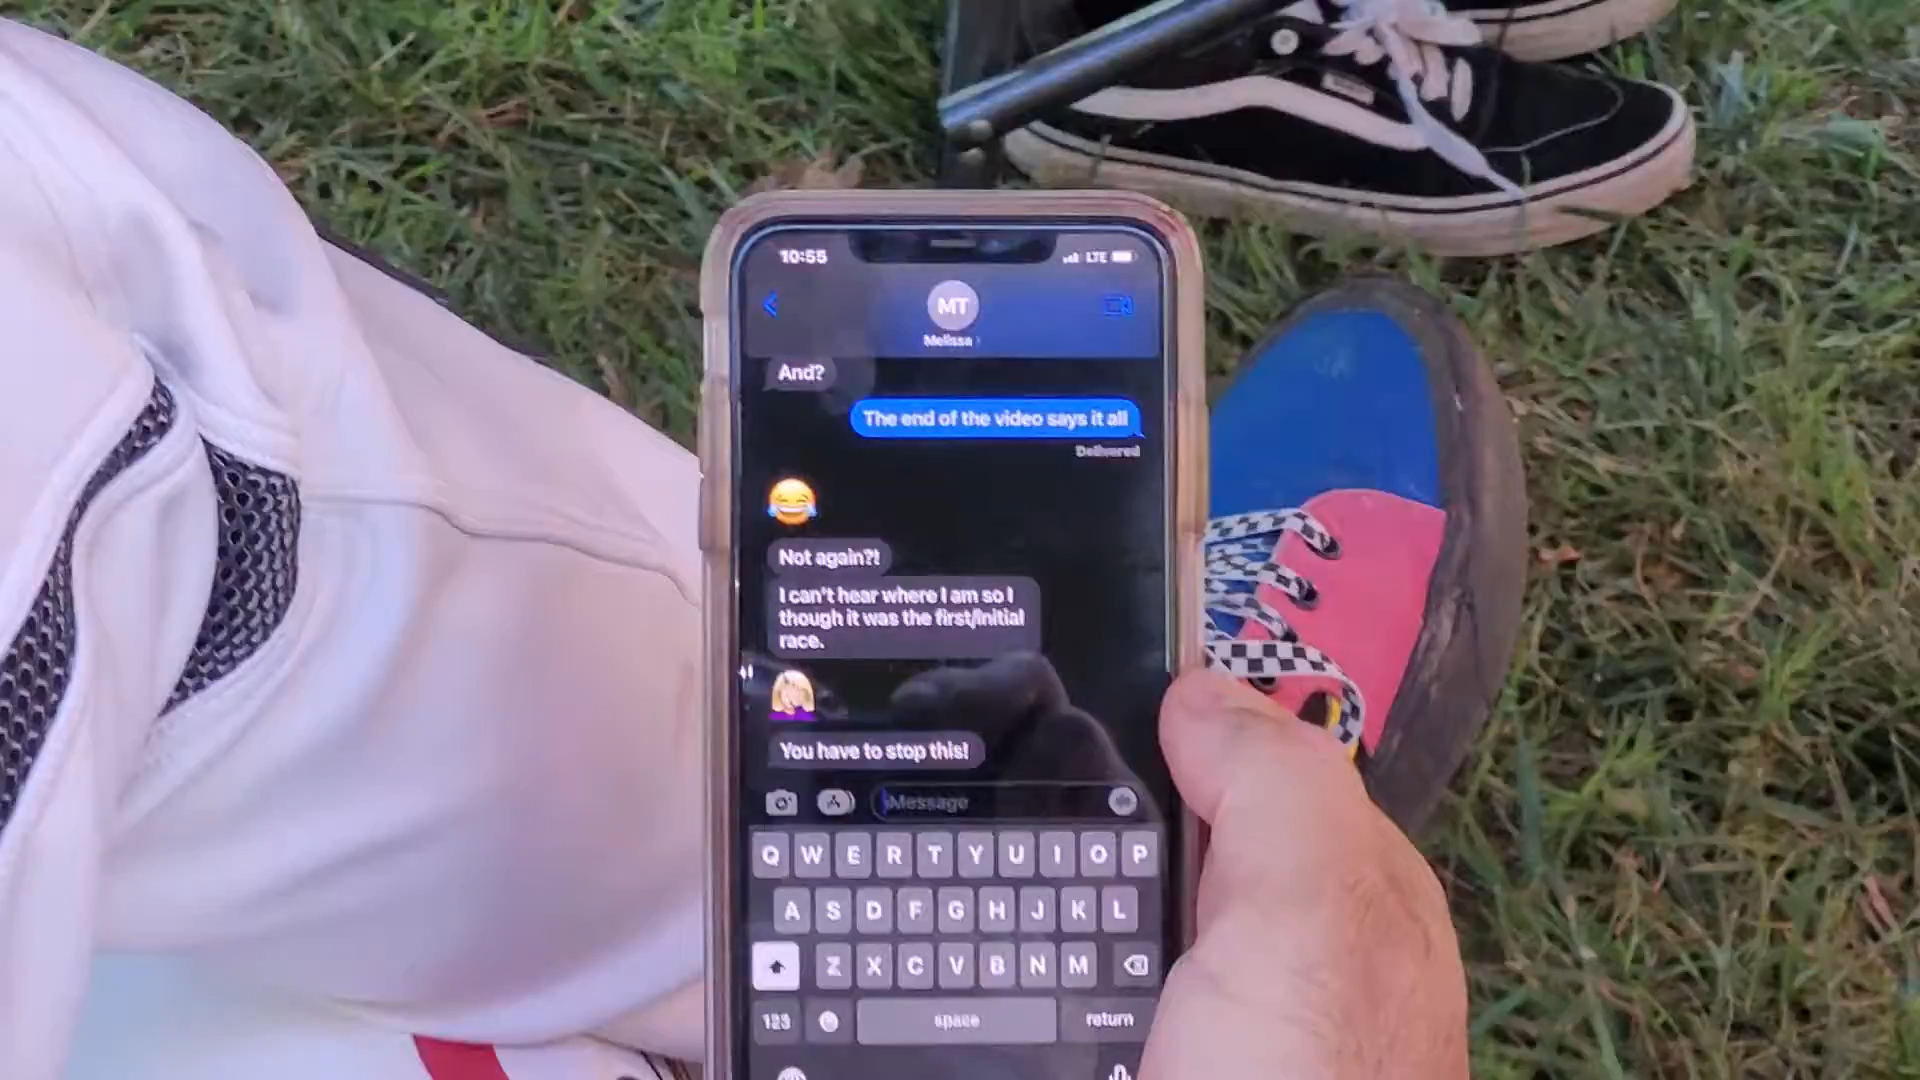 10:55
LTE
MT
Melissa
And?
The end of the video says it all
Delivered
Not again?!
I can't hear where I am so I
though it was the first/initial
race.
You have to stop this!
iMessage
Q W E R T Y U I O P
A S D F G H J K L
Z X C V B N M
123
space
return